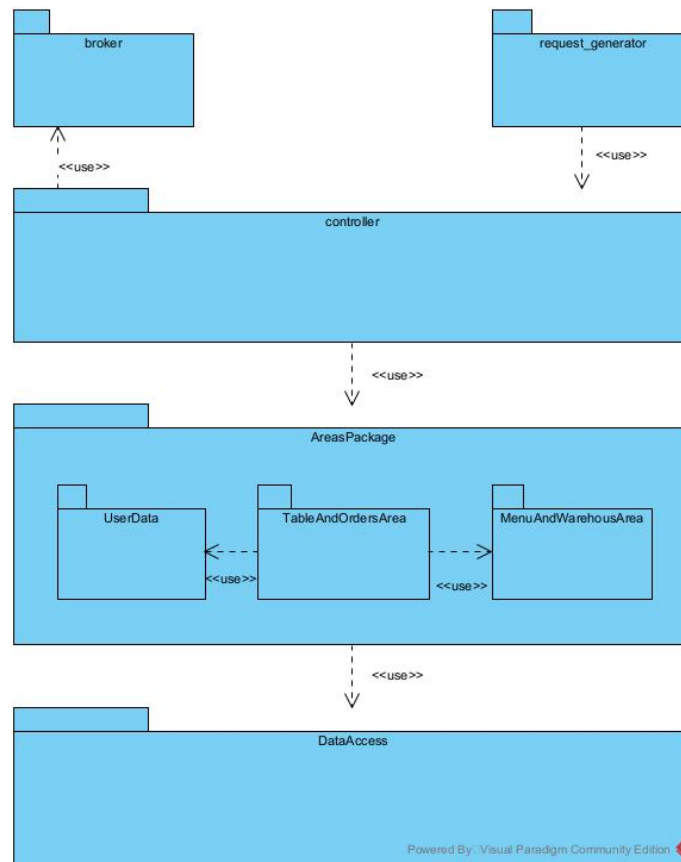 broker
request_generator
<<use>>
<<use>>
controller
<<use>>
AreasPackage
UserData
TableAndOrdersArea
MenuAndWarehousArea
<<use>>
<<use>>
<<use>>
DataAccess
Powered By Visual Paradigm Community Edition